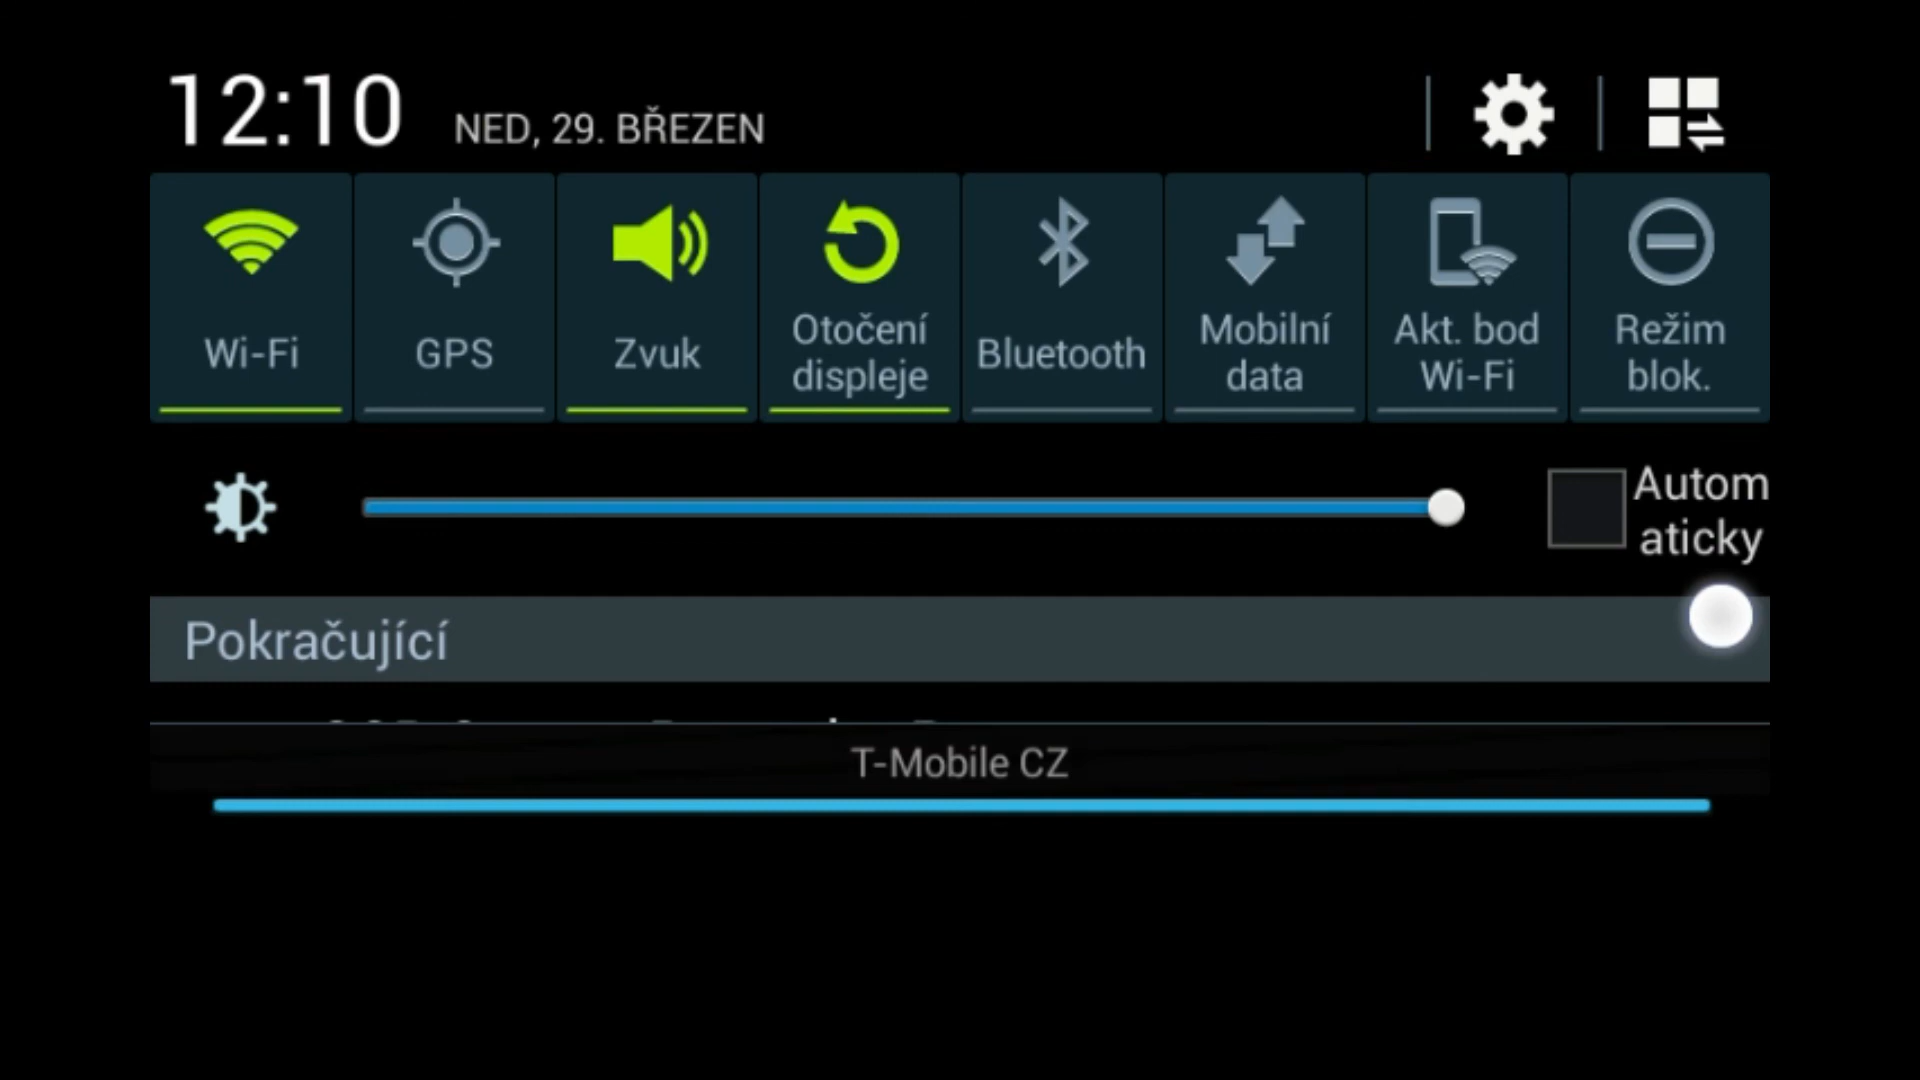 12:10 NED, 29. BŘEZEN
Wi-Fi
GPS
Zvuk
Otočení
displeje
Bluetooth
Mobilní
data
Akt. bod
Wi-Fi
Režim
blok.
Autom
aticky
Pokračující
T-Mobile CZ